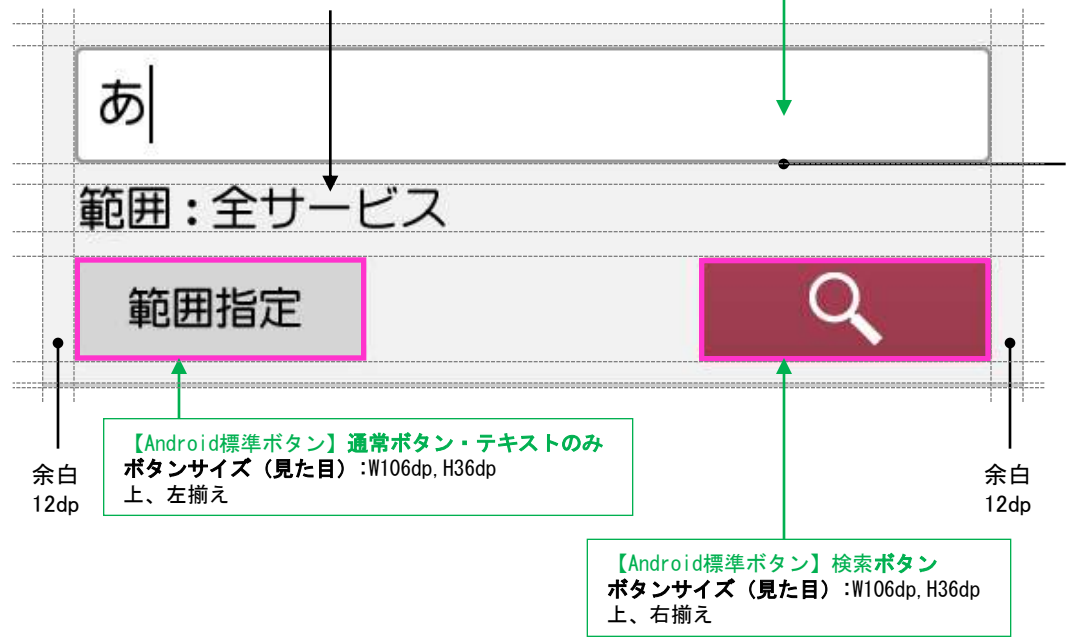 あ
範囲：全サービス
範囲指定
余白
12dp
【Android標準ボタン】通常ボタン・テキストのみ
ボタンサイズ（見た目）:W106dp,H36dp
上、左揃え
余白
12dp
【Android標準ボタン】検索ボタン
ボタンサイズ（見た目）:W106dp,H36dp
上、右揃え